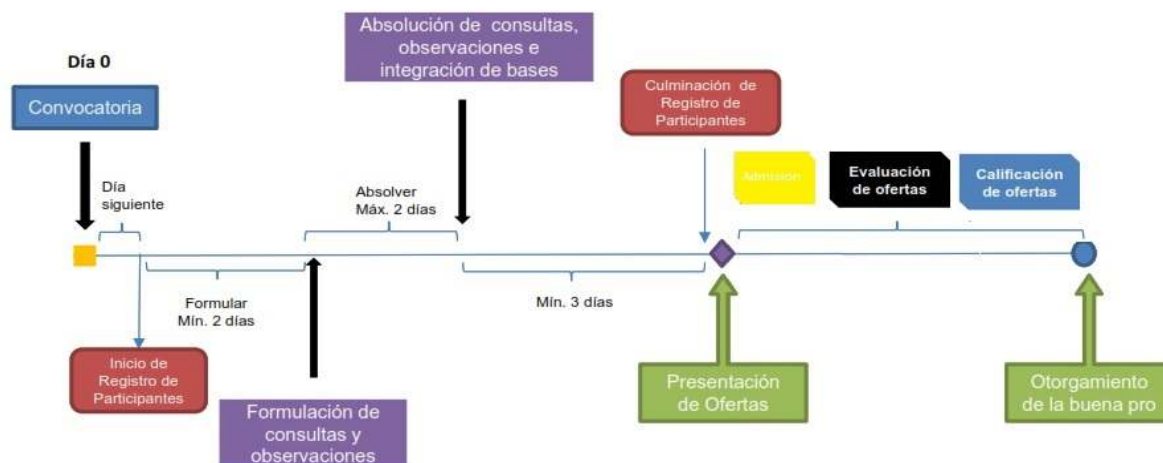 Absolución de consultas,
observaciones e
integración de bases
Día 0
Convocatoria
Culminación de
Registro de
Participantes
Día
siguiente
Absolver
Máx. 2 días
Admisión
Evaluación
de ofertas
Calificación
de ofertas
Formular
Mín. 2 días
Mín. 3 días
Inicio de
Registro de
Participantes
Formulación de
consultas y
observaciones
Presentación
de Ofertas
Otorgamiento
de la buena pro